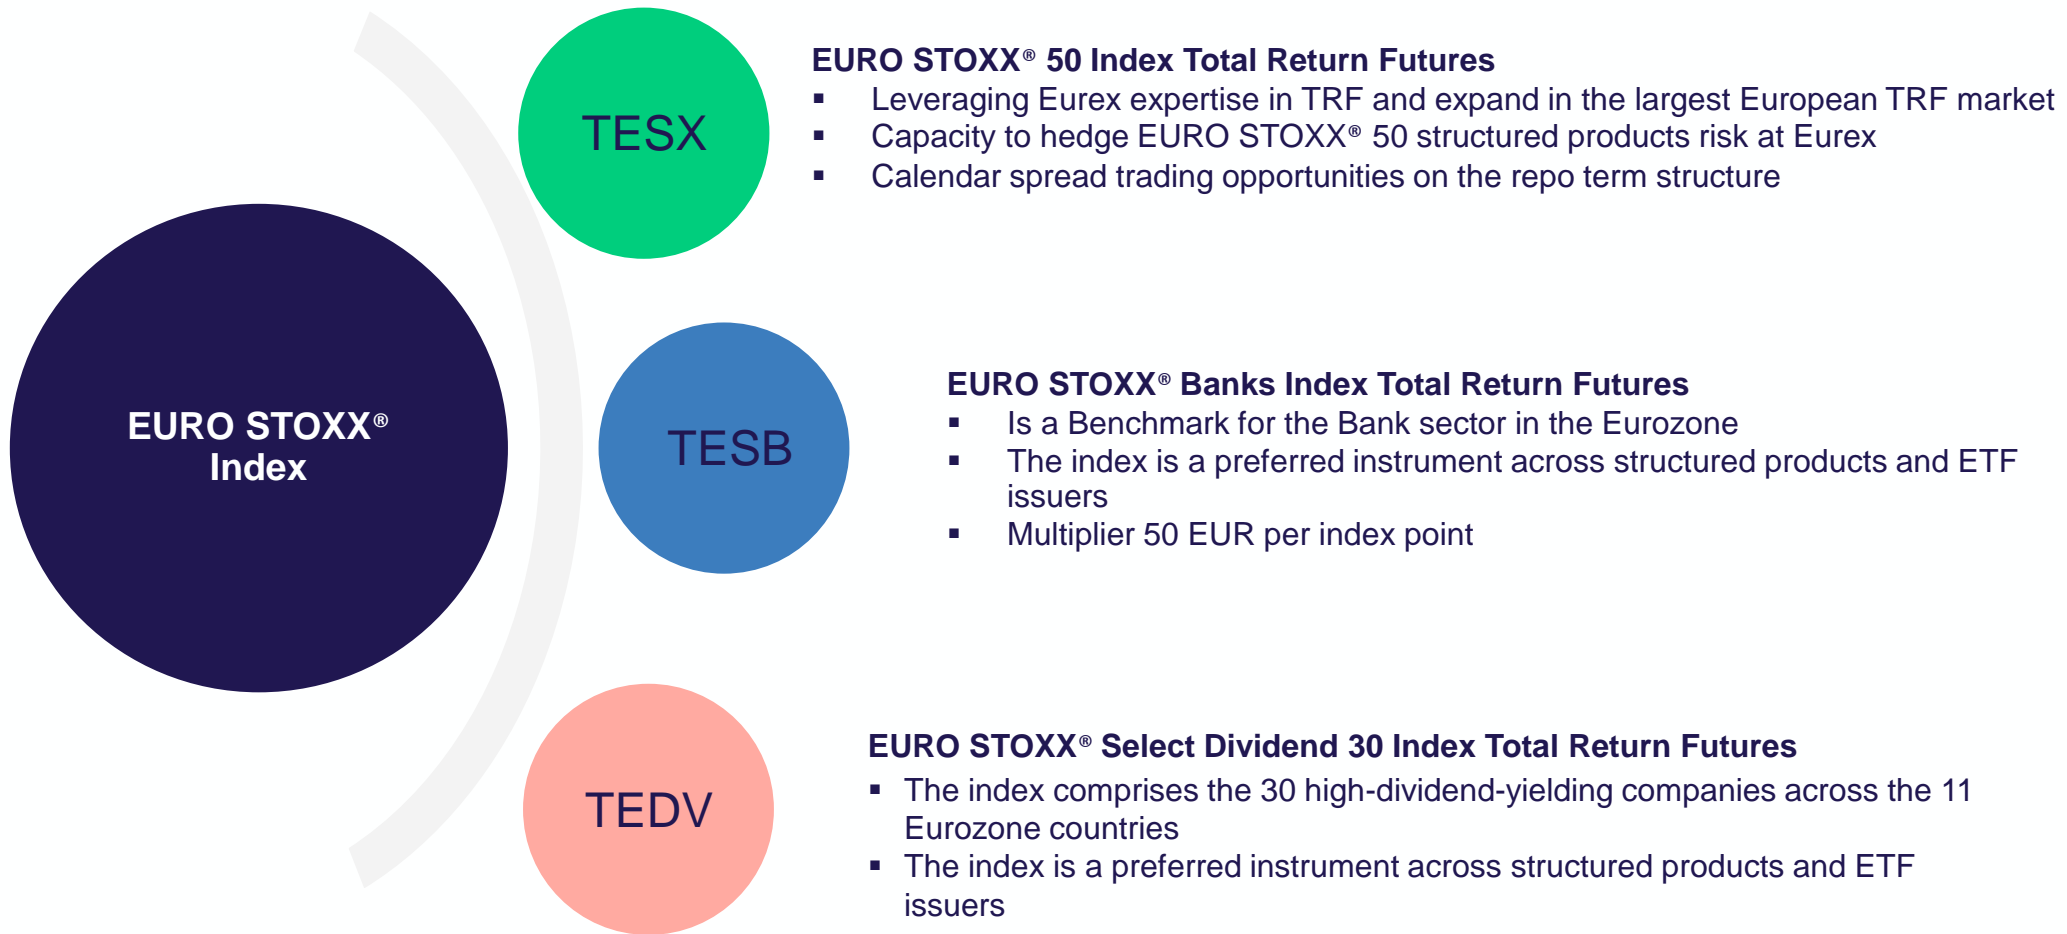 EURO STOXX®
Index
TESX
EURO STOXX® 50 Index Total Return Futures
▪ Leveraging Eurex expertise in TRF and expand in the largest European TRF market
▪ Capacity to hedge EURO STOXX® 50 structured products risk at Eurex
▪ Calendar spread trading opportunities on the repo term structure
TESB
EURO STOXX® Banks Index Total Return Futures
▪ Is a Benchmark for the Bank sector in the Eurozone
▪ The index is a preferred instrument across structured products and ETF
issuers
▪ Multiplier 50 EUR per index point
TEDV
EURO STOXX® Select Dividend 30 Index Total Return Futures
▪ The index comprises the 30 high-dividend-yielding companies across the 11
Eurozone countries
▪ The index is a preferred instrument across structured products and ETF
issuers